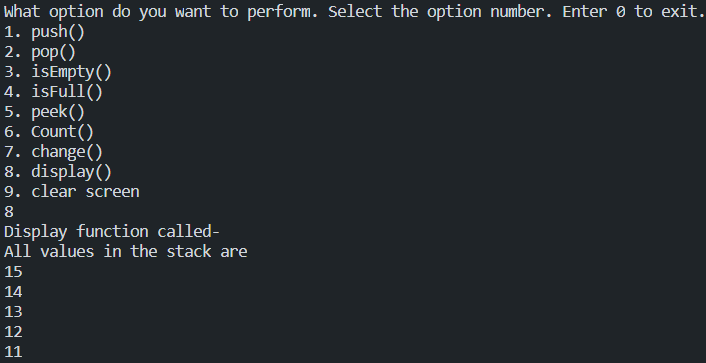 What option do you want to perform. Select the option number. Enter 0 to exit.
1. push()
2. pop()
3. isEmpty()
4. isFull()
5. peek()
6. Count()
7. change()
8. display()
9. clear screen
8
Display function called-
All values in the stack are
15
14
13
12
11